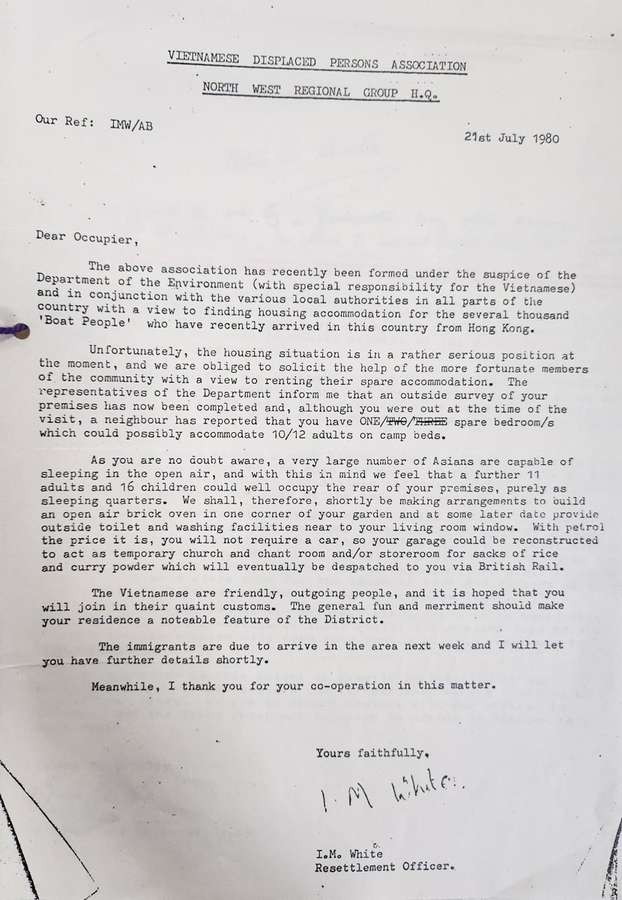 VIETNAMESE DISPLACED PERSONS ASSOCIATION
NORTH WEST REGIONAL GROUP H.Q.
Our Ref: IMW/AB
21st July 1980
Dear Occupier,
The above association has recently been formed under the suspice of the
Department of the Environment (with special responsibility for the Vietnamese)
and in conjunction with the various local authorities in all parts of the
country with a view to finding housing accommodation for the several thousand
'Boat People' who have recently arrived in this country from Hong Kong.
Unfortunately, the housing situation is in a rather serious position at
the moment, and we are obliged to solicit the help of the more fortunate members
of the community with a view to renting their spare accommodation. The
representatives of the Department inform me that an outside survey of your
premises has now been completed and, although you were out at the time of the
visit, a neighbour has reported that you have ONE/TWO/THREE spare bedroom/s
which could possibly accommodate 10/12 adults on camp beds.
As you are no doubt aware, a very large number of Asians are capable of
sleeping in the open air, and with this in mind we feel that a further 11
adults and 16 children could well occupy the rear of your premises, purely as
sleeping quarters. We shall, therefore, shortly be making arrangements to build
an open air brick oven in one corner of your garden and at some later date provide
outside toilet and washing facilities near to your living room window. With petrol
the price it is, you will not require a car, so your garage could be reconstructed
to act as temporary church and chant room and/or storeroom for sacks of rice
and curry powder which will eventually be despatched to you via British Rail.
The Vietnamese are friendly, outgoing people, and it is hoped that you
will join in their quaint customs. The general fun and merriment should make
your residence a noteable feature of the District.
The immigrants are due to arrive in the area next week and I will let
you have further details shortly.
Meanwhile, I thank you for your co-operation in this matter.
Yours faithfully,
I. M White.
I.M. White
Resettlement Officer.